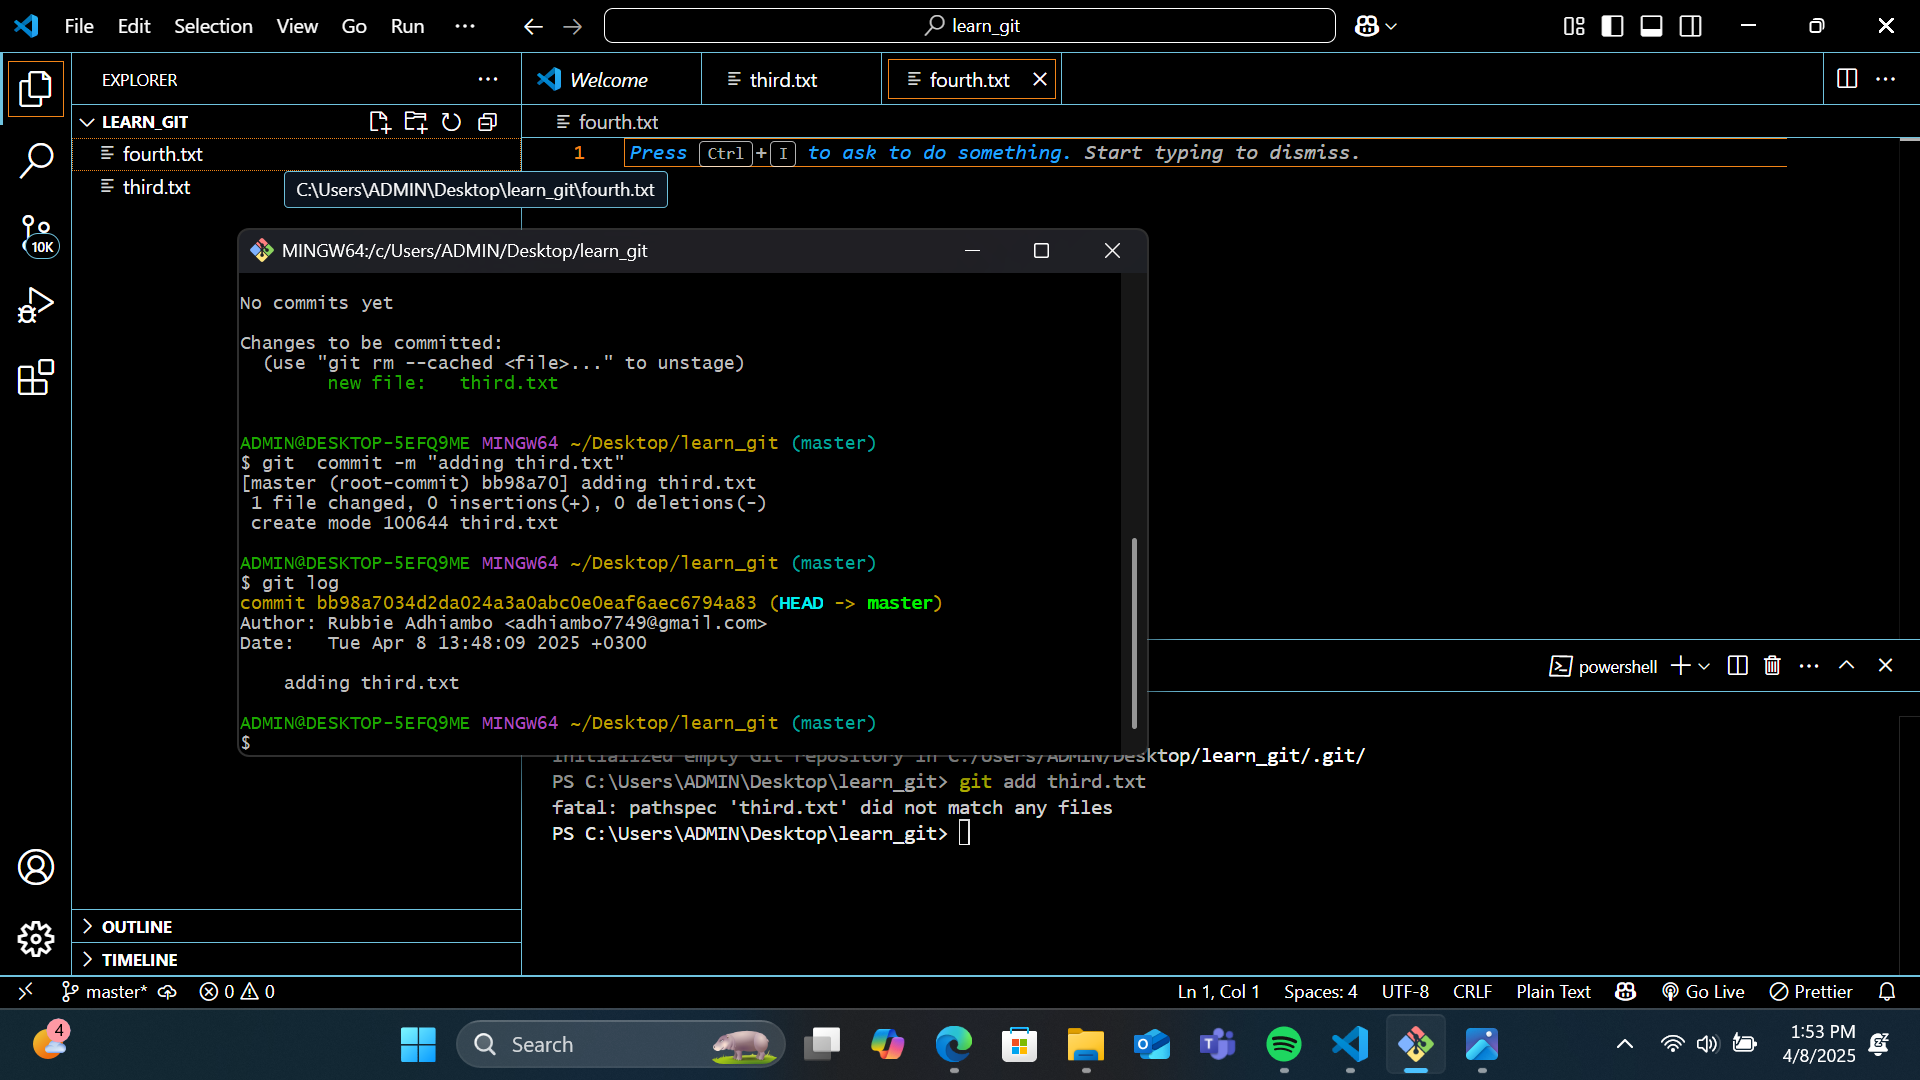 File Edit Selection View Go Run ···
learn_git
EXPLORER
Welcome
third.txt
fourth.txt
LEARN_GIT
fourth.txt
fourth.txt
1
Press Ctrl+I to ask to do something. Start typing to dismiss.
third.txt
C:\Users\ADMIN\Desktop\learn_git\fourth.txt
10K
MINGW64:/c/Users/ADMIN/Desktop/learn_git
No commits yet
Changes to be committed:
(use "git rm --cached <file>..." to unstage)
new file:   third.txt
ADMIN@DESKTOP-5EFQ9ME MINGW64 ~/Desktop/learn_git (master)
$ git  commit -m "adding third.txt"
[master (root-commit) bb98a70] adding third.txt
1 file changed, 0 insertions(+), 0 deletions(-)
create mode 100644 third.txt
ADMIN@DESKTOP-5EFQ9ME MINGW64 ~/Desktop/learn_git (master)
$ git log
commit bb98a7034d2da024a3a0abc0e0eaf6aec6794a83 (HEAD -> master)
Author: Rubbie Adhiambo <adhiambo7749@gmail.com>
Date:   Tue Apr 8 13:48:09 2025 +0300
adding third.txt
ADMIN@DESKTOP-5EFQ9ME MINGW64 ~/Desktop/learn_git (master)
$
powershell
Initialized empty Git repository in C:/Users/ADMIN/Desktop/learn_git/.git/
PS C:\Users\ADMIN\Desktop\learn_git> git add third.txt
fatal: pathspec 'third.txt' did not match any files
PS C:\Users\ADMIN\Desktop\learn_git>
OUTLINE
TIMELINE
master* 0 0 Ln 1, Col 1 Spaces: 4 UTF-8 CRLF Plain Text Go Live Prettier
4
Search
1:53 PM
4/8/2025